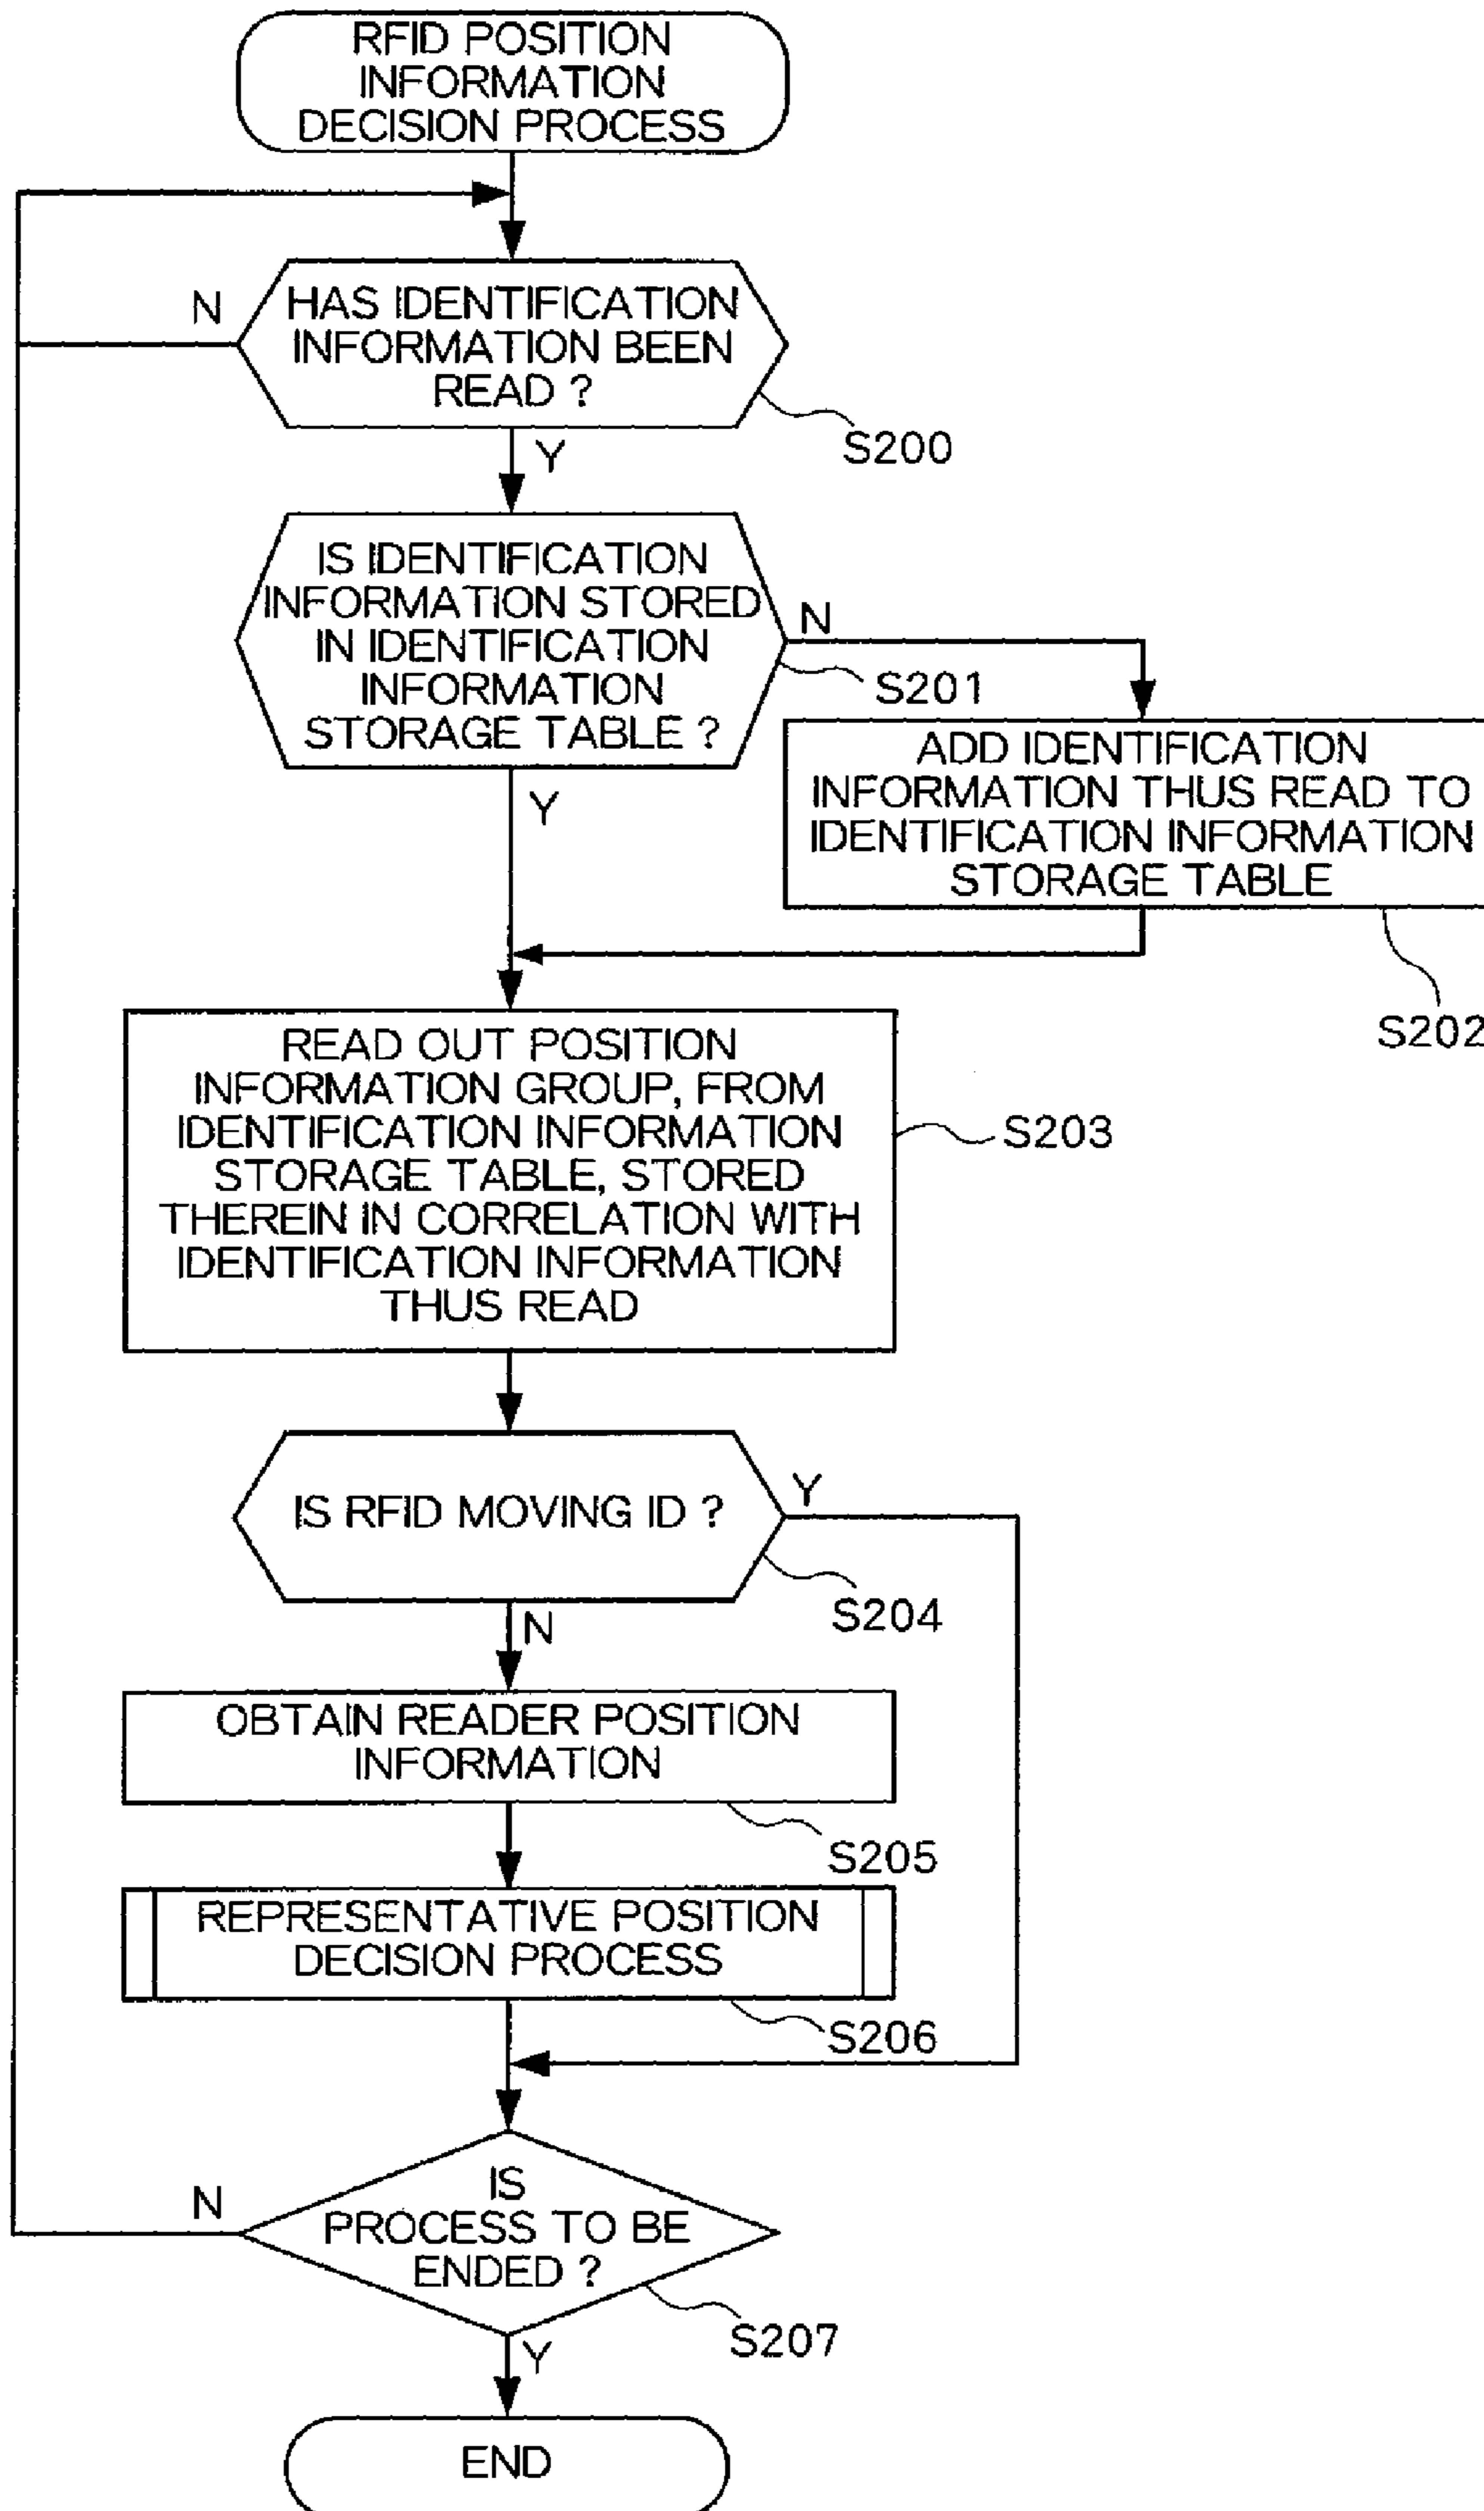 RFID POSITION
INFORMATION
DECISION PROCESS
N
HAS IDENTIFICATION
INFORMATION BEEN
READ ?
S200
Y
IS IDENTIFICATION
INFORMATION STORED
IN IDENTIFICATION
INFORMATION
STORAGE TABLE ?
N
S201
Y
ADD IDENTIFICATION
INFORMATION THUS READ TO
IDENTIFICATION INFORMATION
STORAGE TABLE
S202
READ OUT POSITION
INFORMATION GROUP, FROM
IDENTIFICATION INFORMATION
STORAGE TABLE, STORED
THEREIN IN CORRELATION WITH
IDENTIFICATION INFORMATION
THUS READ
S203
IS RFID MOVING ID ?
Y
S204
N
OBTAIN READER POSITION
INFORMATION
S205
REPRESENTATIVE POSITION
DECISION PROCESS
S206
N
IS
PROCESS TO BE
ENDED ?
S207
Y
END